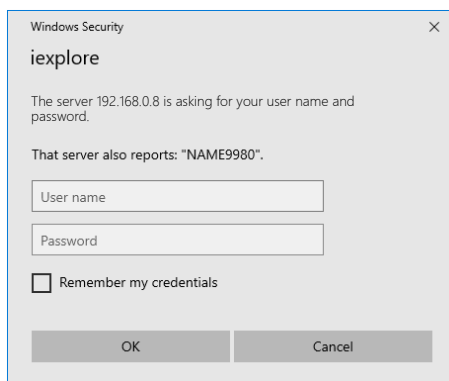 Windows Security
iexplore
The server 192.168.0.8 is asking for your user name and
password.
That server also reports: "NAME9980".
User name
Password
Remember my credentials
OK
Cancel